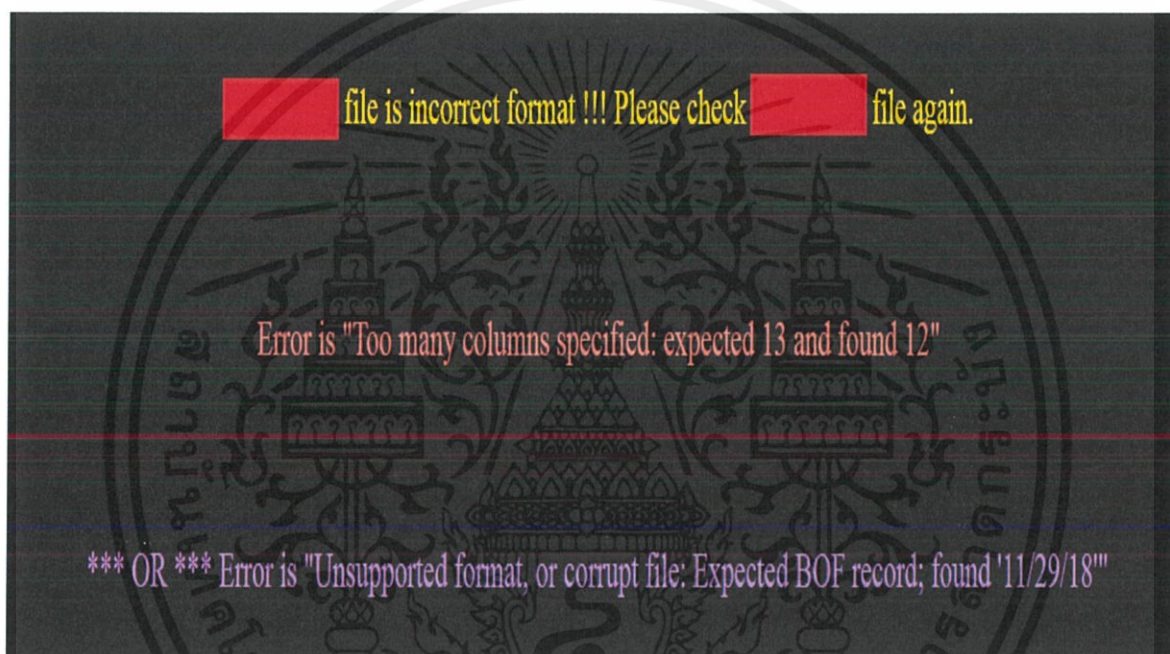 file is incorrect format !!! Please check file again.
Error is "Too many columns specified: expected 13 and found 12"
*** OR *** Error is "Unsupported format, or corrupt file: Expected BOF record; found '11/29/18'"